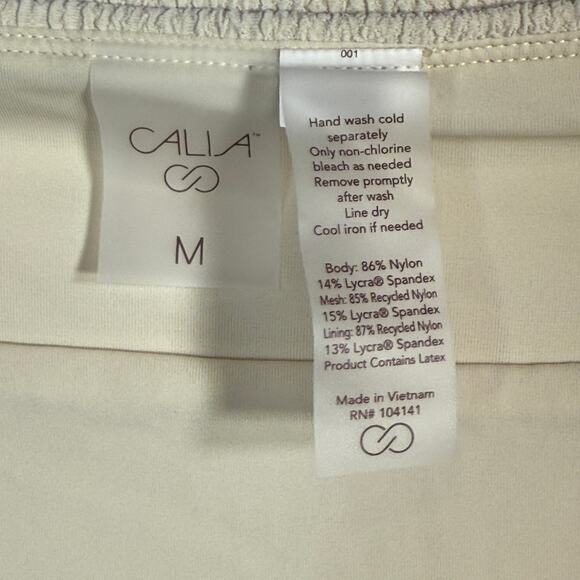 CALIA™
M
001
Hand wash cold
separately
Only non-chlorine
bleach as needed
Remove promptly
after wash
Line dry
Cool iron if needed
Body: 86% Nylon
14% Lycra® Spandex
Mesh: 85% Recycled Nylon
15% Lycra® Spandex
Lining: 87% Recycled Nylon
13% Lycra® Spandex
Product Contains Latex
Made in Vietnam
RN# 104141